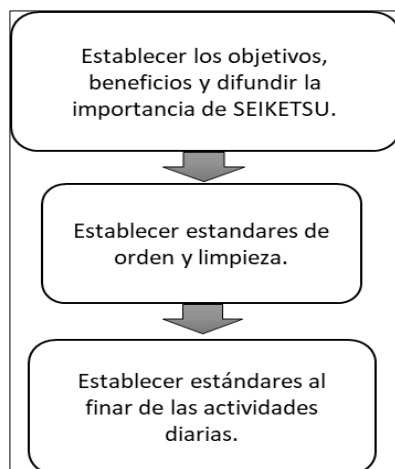 Establecer los objetivos,
beneficios y difundir la
importancia de SEIKETSU.
Establecer estandares de
orden y limpieza.
Establecer estándares al
finar de las actividades
diarias.